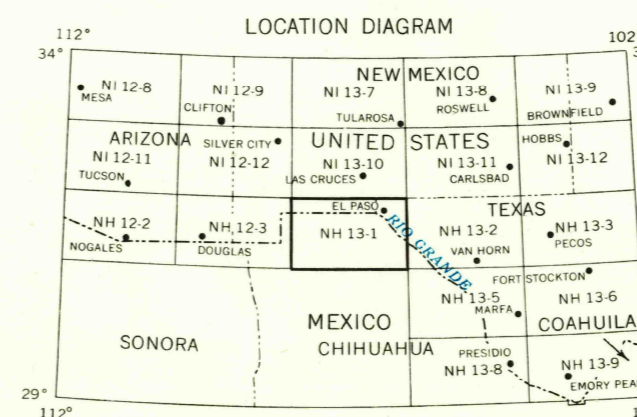 LOCATION DIAGRAM
112° 102
34°
NEW MEXICO
NI 12-8 NI 12-9 NI 13-7 NI 13-8 NI 13-9
MESA CLIFTON TULAROSA ROSWELL BROWNFIELD
ARIZONA UNITED STATES
SILVER CITY HOBBS
NI 12-11 NI 12-12 NI 13-10 NI 13-11 NI 13-12
TUCSON LAS CRUCES CARLSBAD
EL PASO TEXAS
NH 12-2 NH 12-3 NH 13-1 RIO GRANDE NH 13-2 NH 13-3
NOGALES DOUGLAS VAN HORN PECOS
FORT STOCKTON
NH 13-5 NH 13-6
MARFA
MEXICO COAHUILA
SONORA CHIHUAHUA
PRESIDIO
NH 13-8 NH 13-9
EMORY PEA
29°
112°